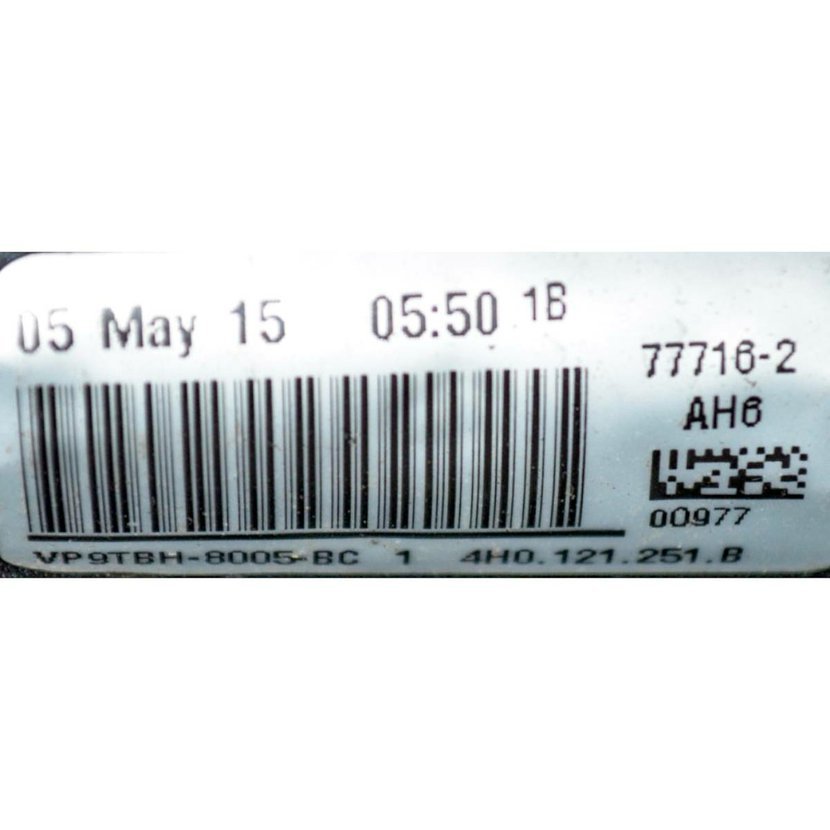 05 May 15 05:50 1B
77716-2
AH6
00977
VP9TBH-8005-BC 1 4H0.121.251.B